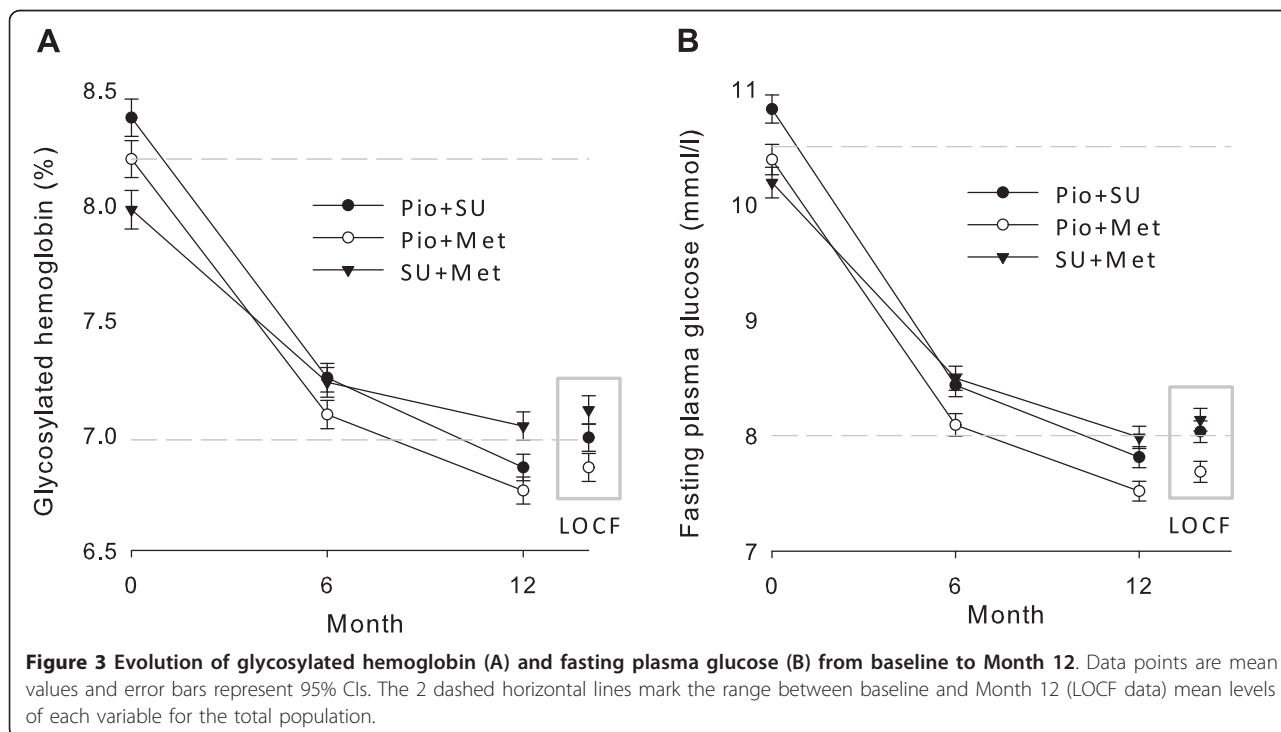 A
Glycosylated hemoglobin (%)
8.5
8.0
7.5
7.0
6.5
Pio+SU
Pio+Met
SU+Met
LOCF
0
6
12
Month
B
Fasting plasma glucose (mmol/l)
11
10
9
8
7
Pio+SU
Pio+Met
SU+Met
LOCF
0
6
12
Month
Figure 3 Evolution of glycosylated hemoglobin (A) and fasting plasma glucose (B) from baseline to Month 12. Data points are mean
values and error bars represent 95% CIs. The 2 dashed horizontal lines mark the range between baseline and Month 12 (LOCF data) mean levels
of each variable for the total population.